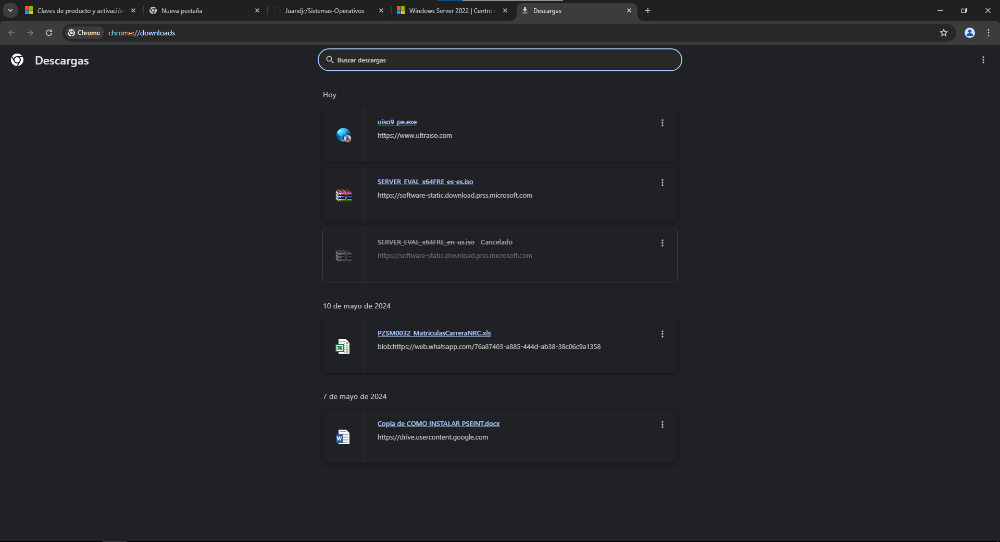 Claves de producto y activación
Nueva pestaña
Juandjr/Sistemas-Operativos
Windows Server 2022 | Centro
Descargas
Chrome
chrome://downloads
Descargas
Buscar descargas
Hoy
uiso9_pe.exe
https://www.ultraiso.com
SERVER_EVAL_x64FRE_es-es.iso
https://software-static.download.prss.microsoft.com
SERVER_EVAL_x64FRE_en-us.iso Cancelado
https://software-static.download.prss.microsoft.com
10 de mayo de 2024
PZSM0032_MatriculasCarreraNRC.xls
blob:https://web.whatsapp.com/76a87403-a885-444d-ab38-38c06c9a1358
7 de mayo de 2024
Copia de COMO INSTALAR PSEINT.docx
https://drive.usercontent.google.com